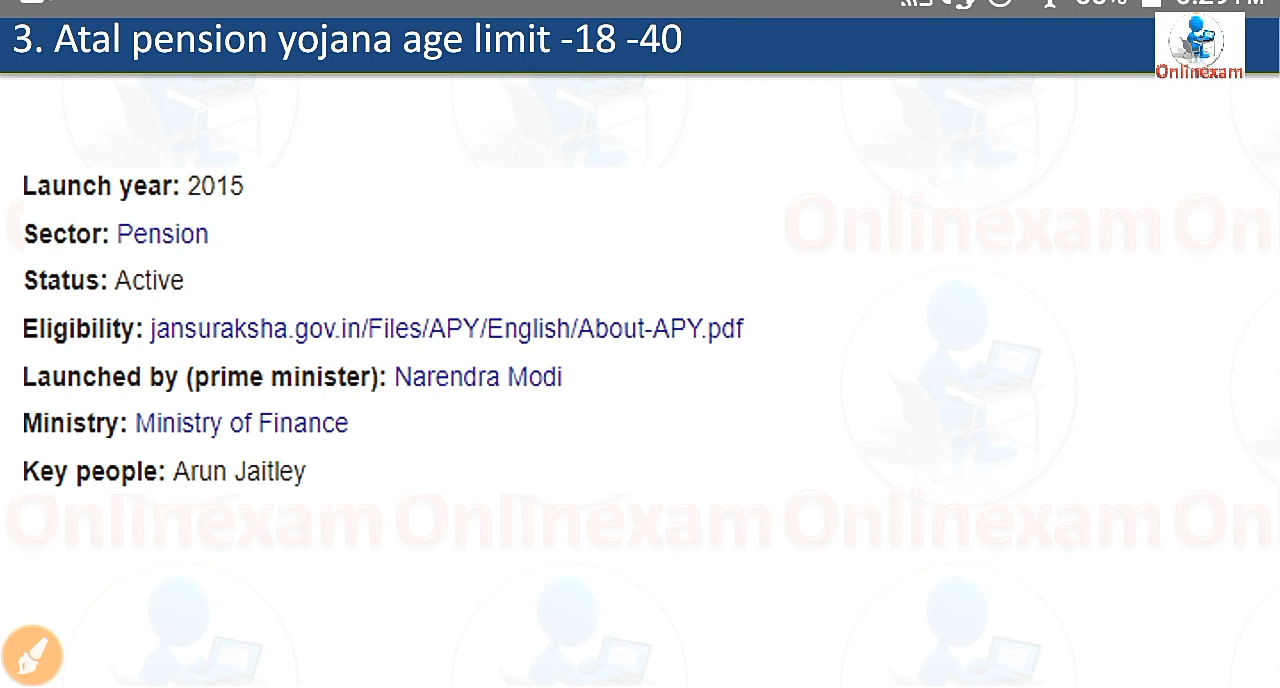 3. Atal pension yojana age limit -18 -40
Onlinexam
Launch year: 2015
Onlinexam On
Sector: Pension
Status: Active
Eligibility: jansuraksha.gov.in/Files/APY/English/About-APY.pdf
Launched by (prime minister): Narendra Modi
Ministry: Ministry of Finance
Key people: Arun Jaitley
Onlinexam Onlinexam Onlinexam On